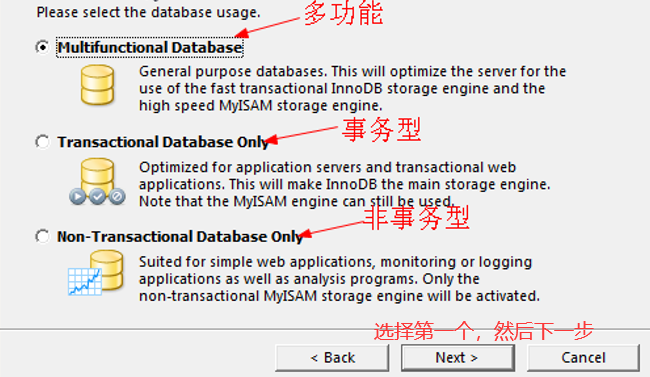 Please select the database usage.
多功能
Multifunctional Database
General purpose databases. This will optimize the server for the
use of the fast transactional InnoDB storage engine and the
high speed MyISAM storage engine.
事务型
Transactional Database Only
Optimized for application servers and transactional web
applications. This will make InnoDB the main storage engine.
Note that the MyISAM engine can still be used.
非事务型
Non-Transactional Database Only
Suited for simple web applications, monitoring or logging
applications as well as analysis programs. Only the
non-transactional MyISAM storage engine will be activated.
选择第一个，然后下一步
< Back
Next >
Cancel